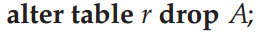 alter table r drop A;